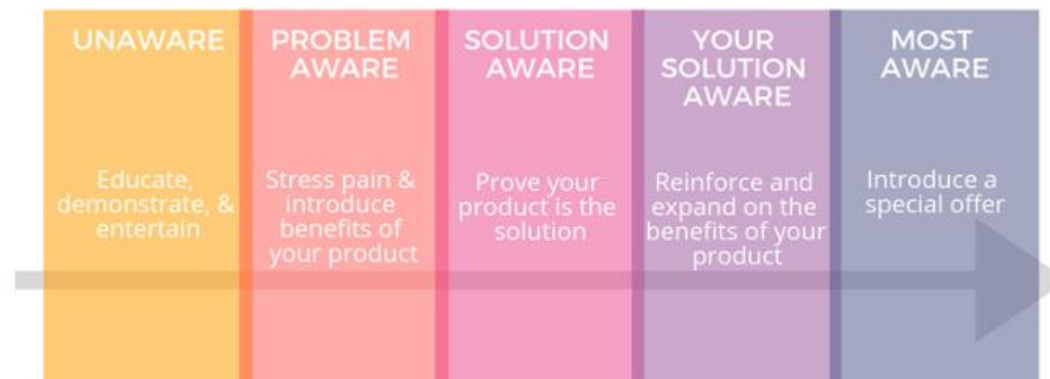 UNAWARE
Educate,
demonstrate, &
entertain
PROBLEM
AWARE
Stress pain &
introduce
benefits of
your product
SOLUTION
AWARE
Prove your
product is the
solution
YOUR
SOLUTION
AWARE
Reinforce and
expand on the
benefits of your
product
MOST
AWARE
Introduce a
special offer